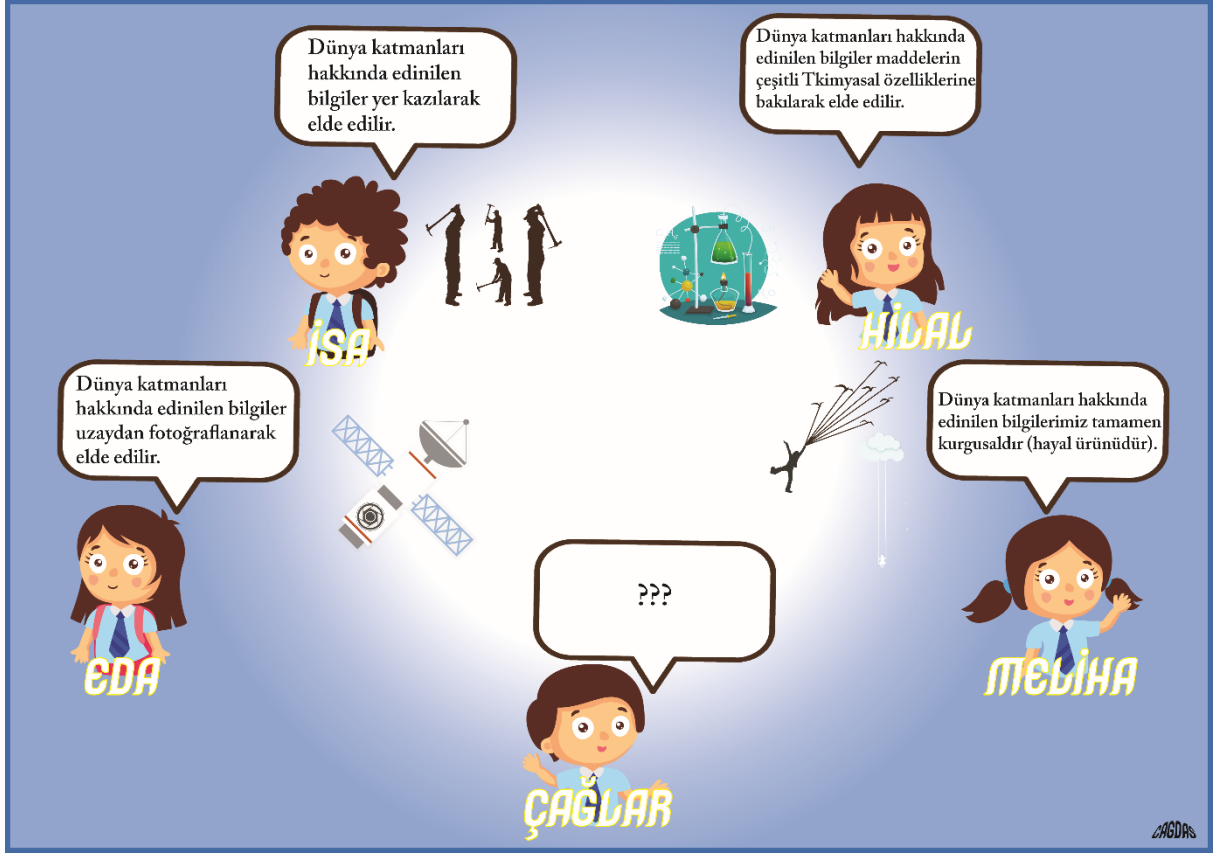 Dünya katmanları
hakkında edinilen
bilgiler yer kazılarak
elde edilir.
İSA
Dünya katmanları hakkında
edinilen bilgiler maddelerin
çeşitli Tkimyasal özelliklerine
bakılarak elde edilir.
HİLAL
Dünya katmanları
hakkında edinilen bilgiler
uzaydan fotoğraflanarak
elde edilir.
EDA
Dünya katmanları hakkında
edinilen bilgilerimiz tamamen
kurgusaldır (hayal ürünüdür).
MELİHA
???
ÇAĞLAR
CAGDAS